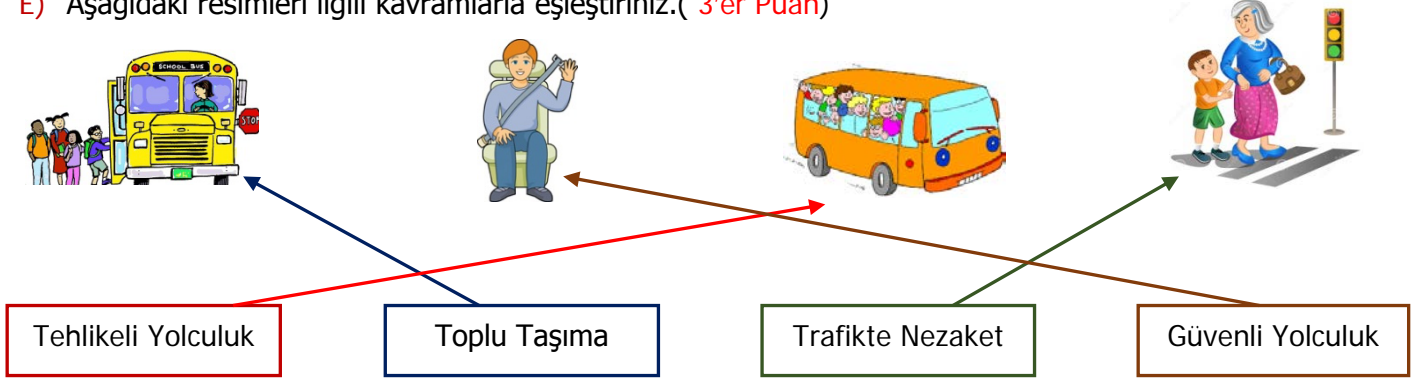 E) Aşağıdaki resimleri ilgili kavramlarla eşleştiriniz.( 3'er Puan)
SCHOOL BUS
STOP
Tehlikeli Yolculuk
Toplu Taşıma
Trafikte Nezaket
Güvenli Yolculuk